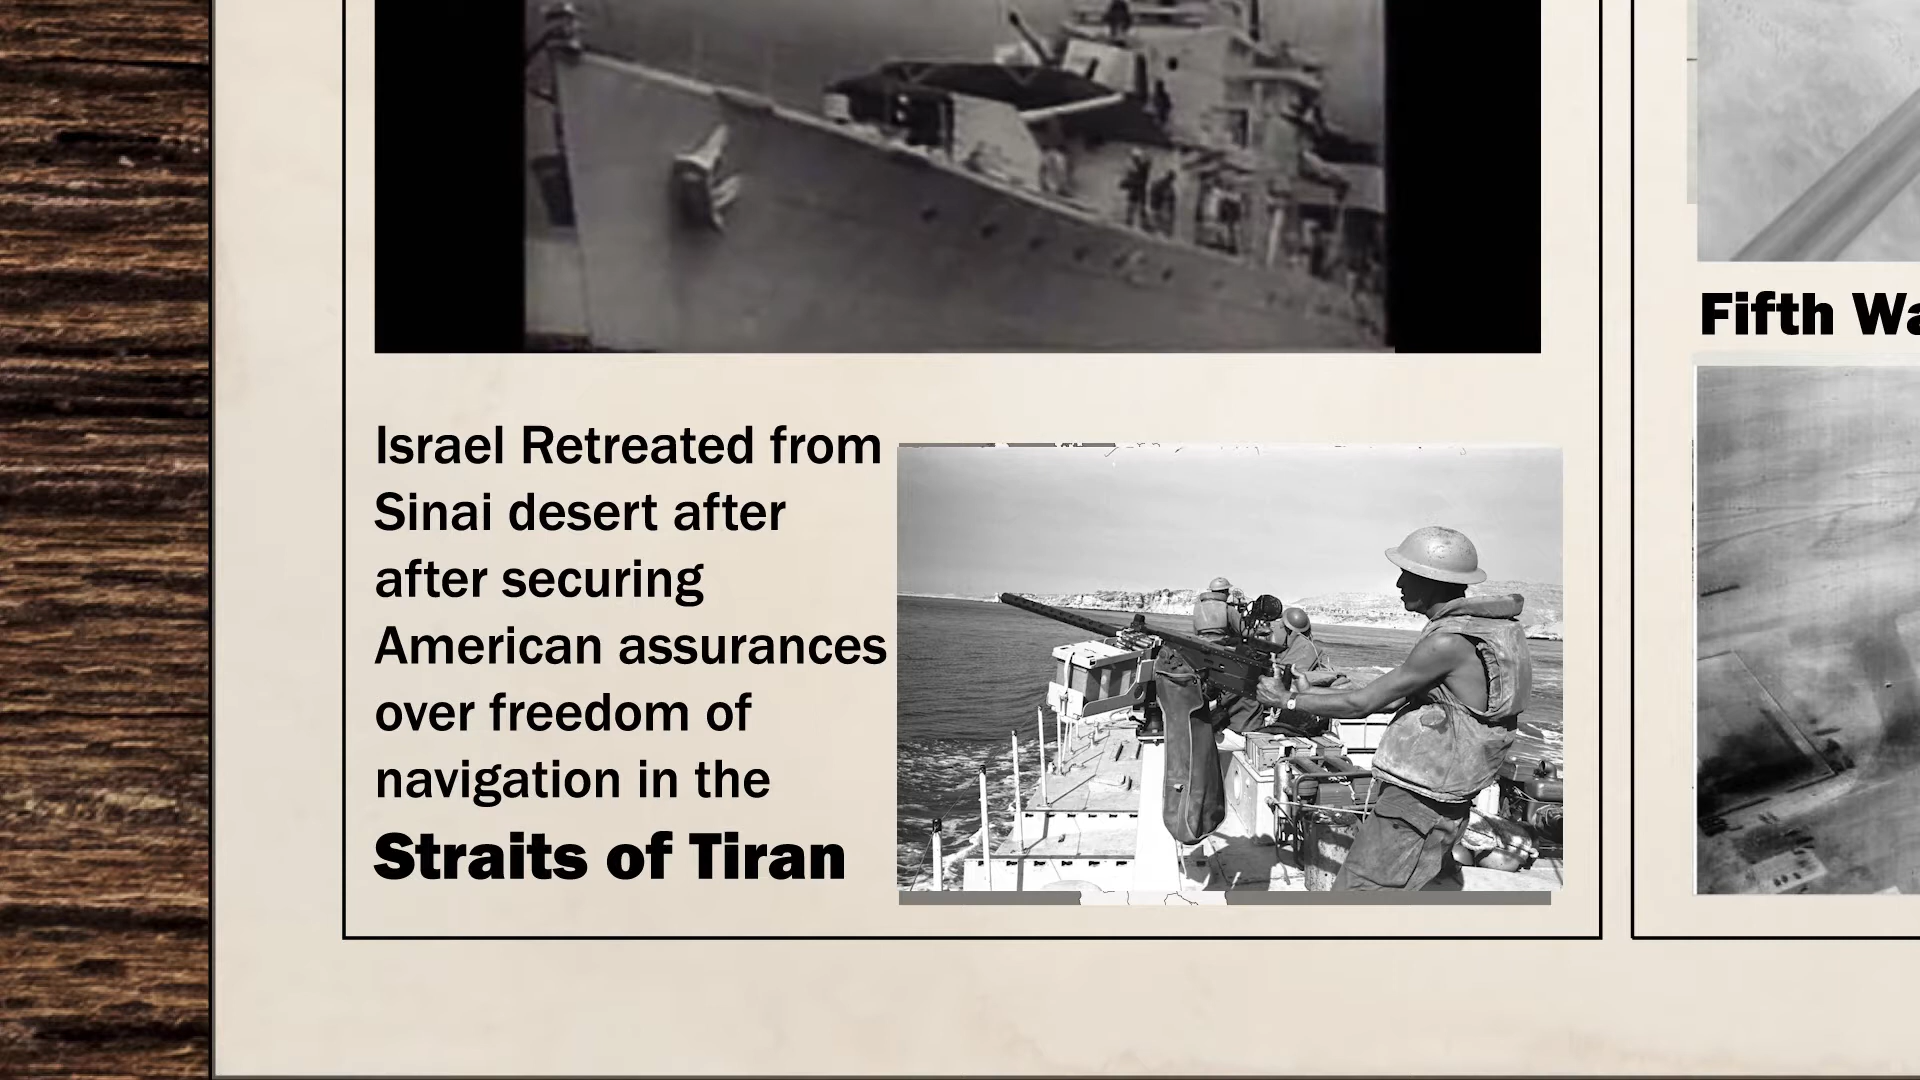 Israel Retreated from
Sinai desert after
after securing
American assurances
over freedom of
navigation in the
Straits of Tiran
Fifth